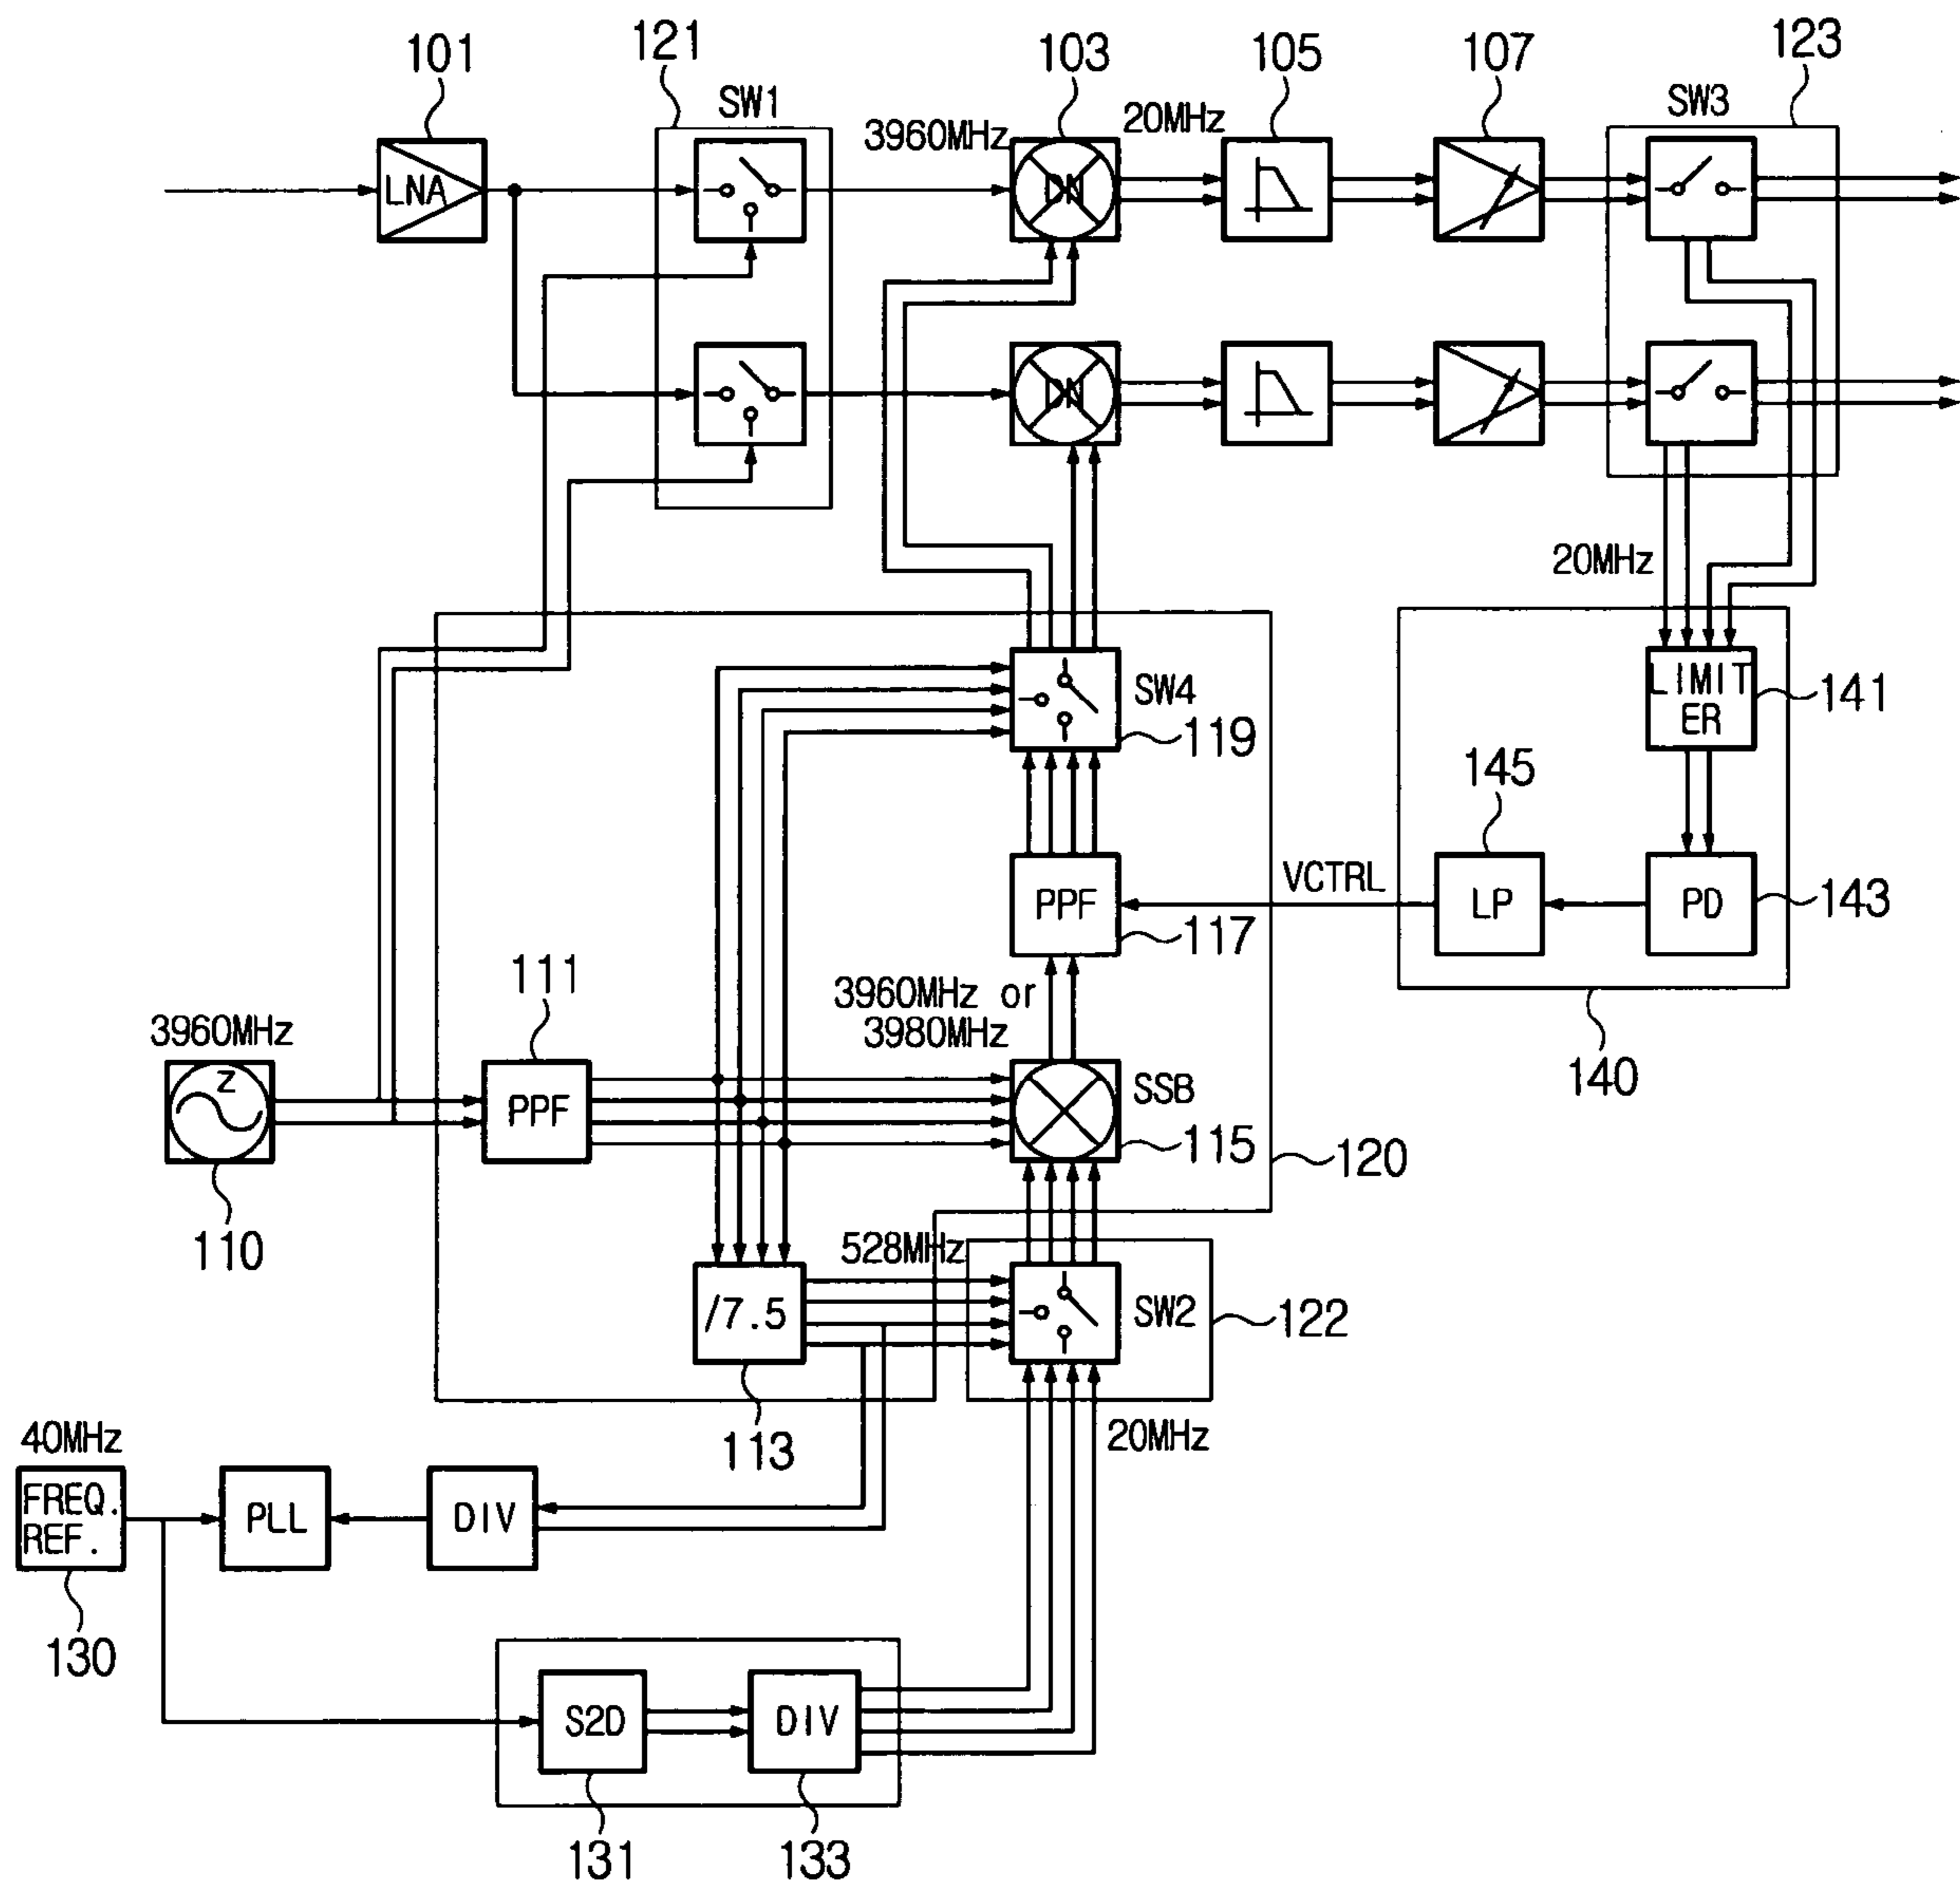 101
121
SW1
103
105
107
123
SW3
3960MHz
20MHz
LNA
DN
DN
20MHz
LIMIT
ER
141
SW4
119
145
VCTRL
PPF
117
LP
PD
143
140
3960MHz or
3980MHz
111
3960MHz
Z
PPF
SSB
115
120
110
528MHz
/7.5
SW2
122
113
20MHz
40MHz
FREQ.
REF.
PLL
DIV
130
S2D
DIV
131
133